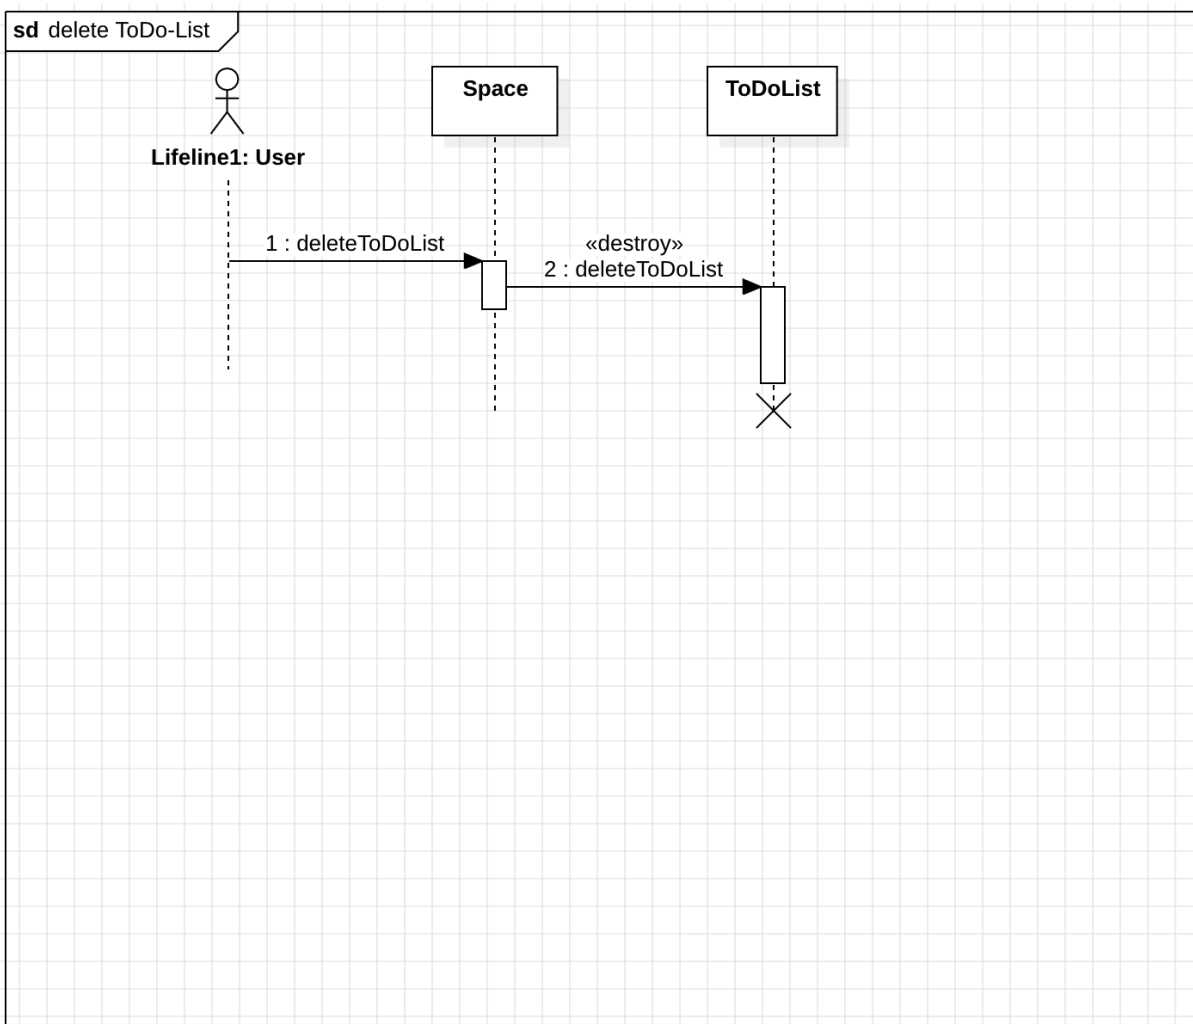 sd delete ToDo-List
Space
ToDoList
Lifeline1: User
1 : deleteToDoList
«destroy»
2 : deleteToDoList